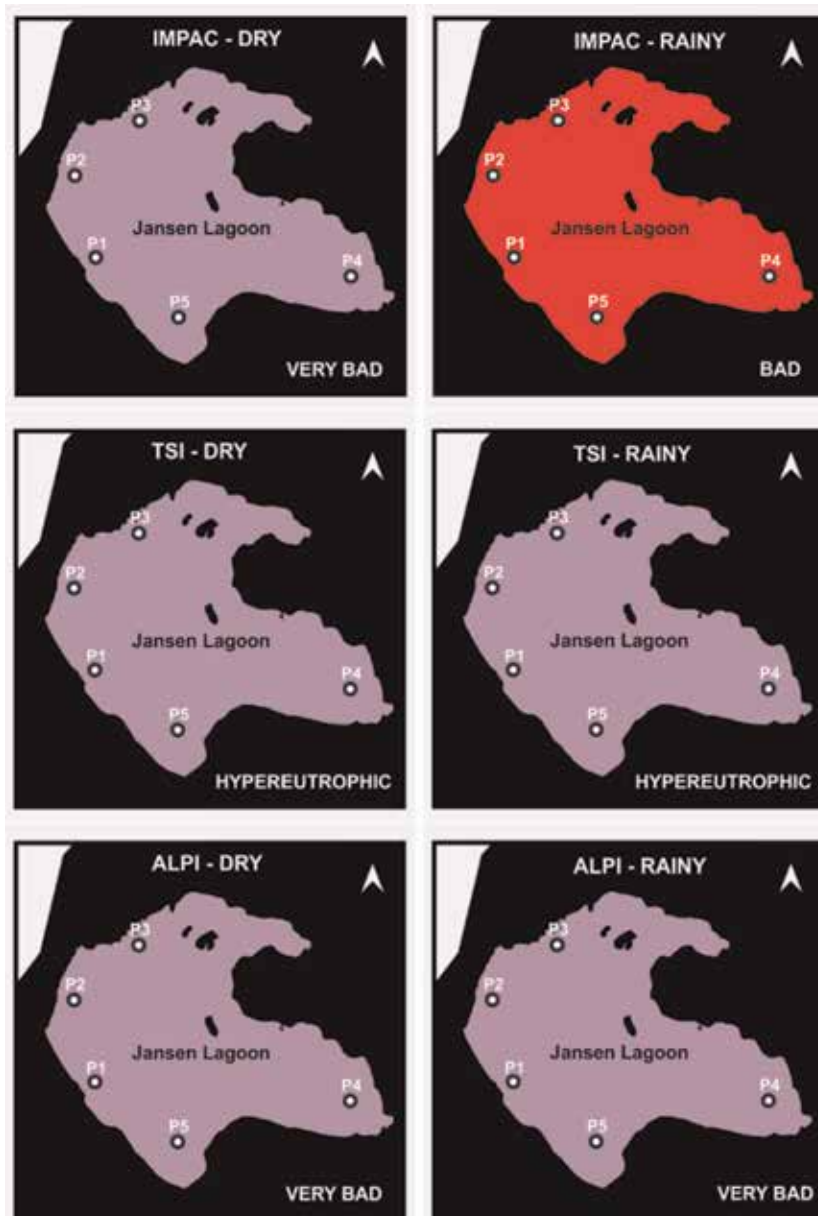 IMPAC - DRY
P3
P2
Jansen Lagoon
P1
P4
P5
VERY BAD
IMPAC - RAINY
P3
P2
Jansen Lagoon
P1
P4
P5
BAD
TSI - DRY
P3
P2
Jansen Lagoon
P1
P4
P5
HYPEREUTROPHIC
TSI - RAINY
P3
P2
Jansen Lagoon
P1
P4
P5
HYPEREUTROPHIC
ALPI - DRY
P3
P2
Jansen Lagoon
P1
P4
P5
VERY BAD
ALPI - RAINY
P3
P2
Jansen Lagoon
P1
P4
P5
VERY BAD